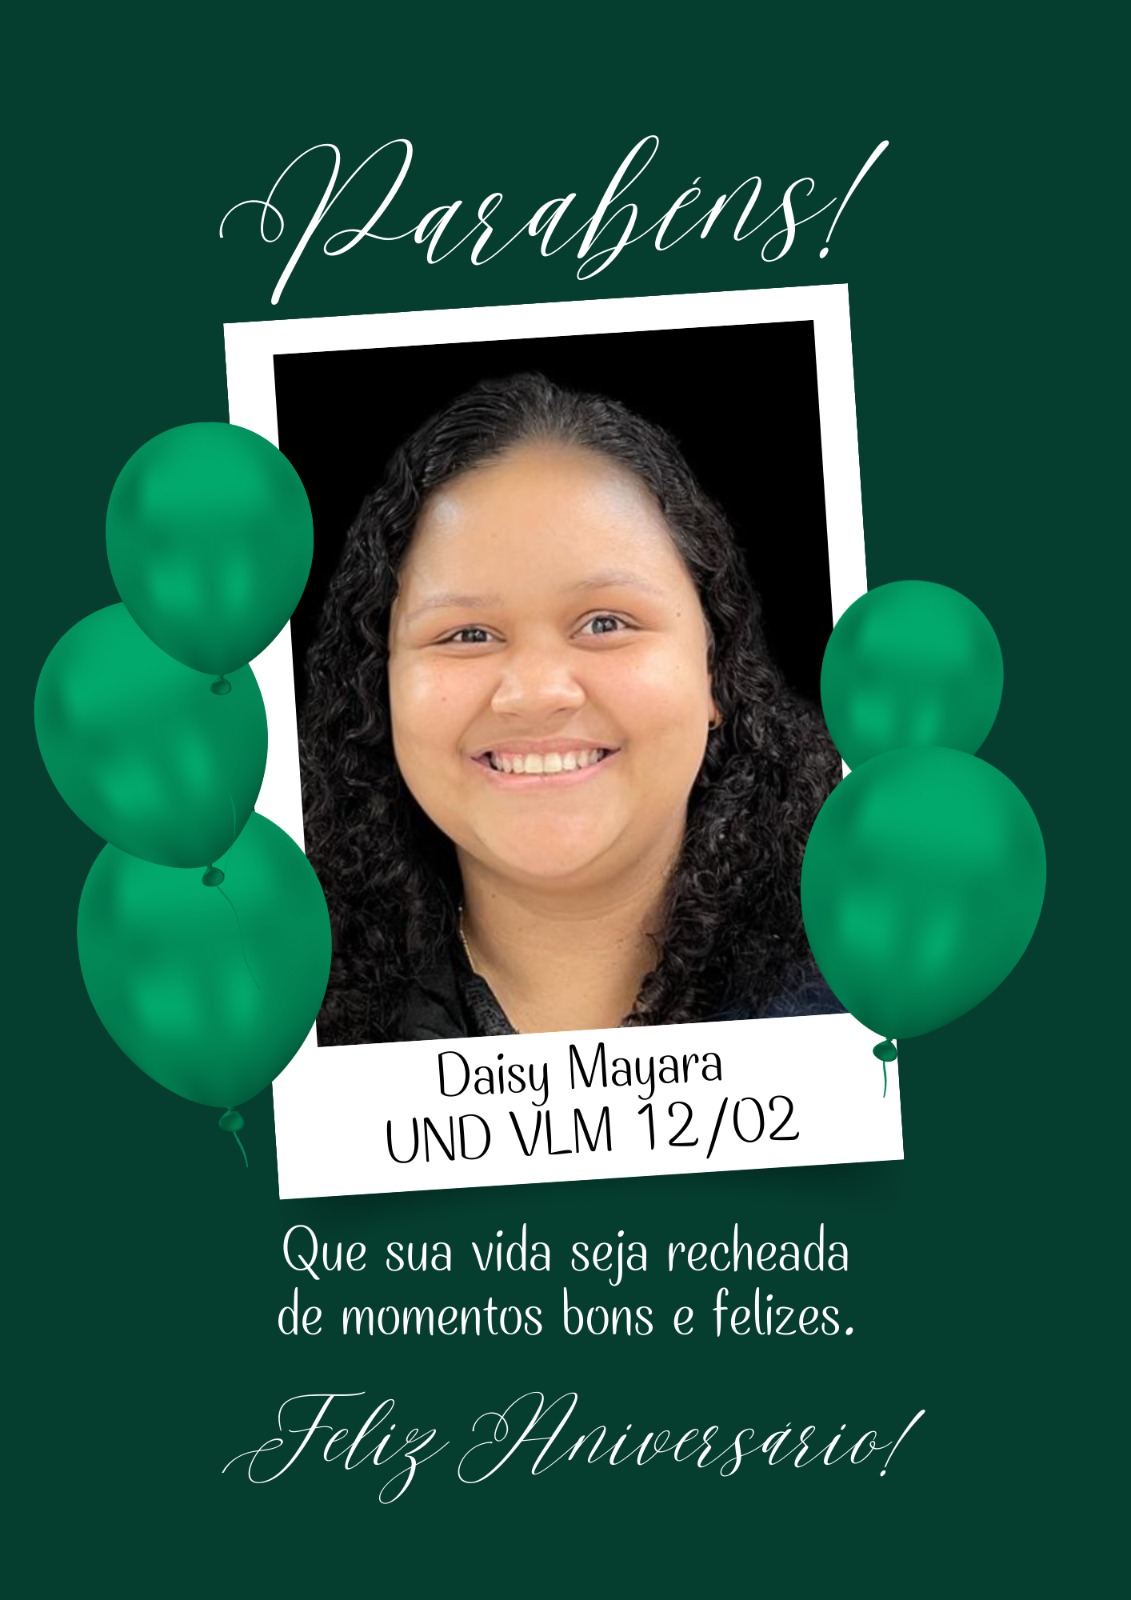 Parabéns!
Daisy Mayara
UND VLM 12/02
Que sua vida seja recheada
de momentos bons e felizes.
Feliz Aniversário!